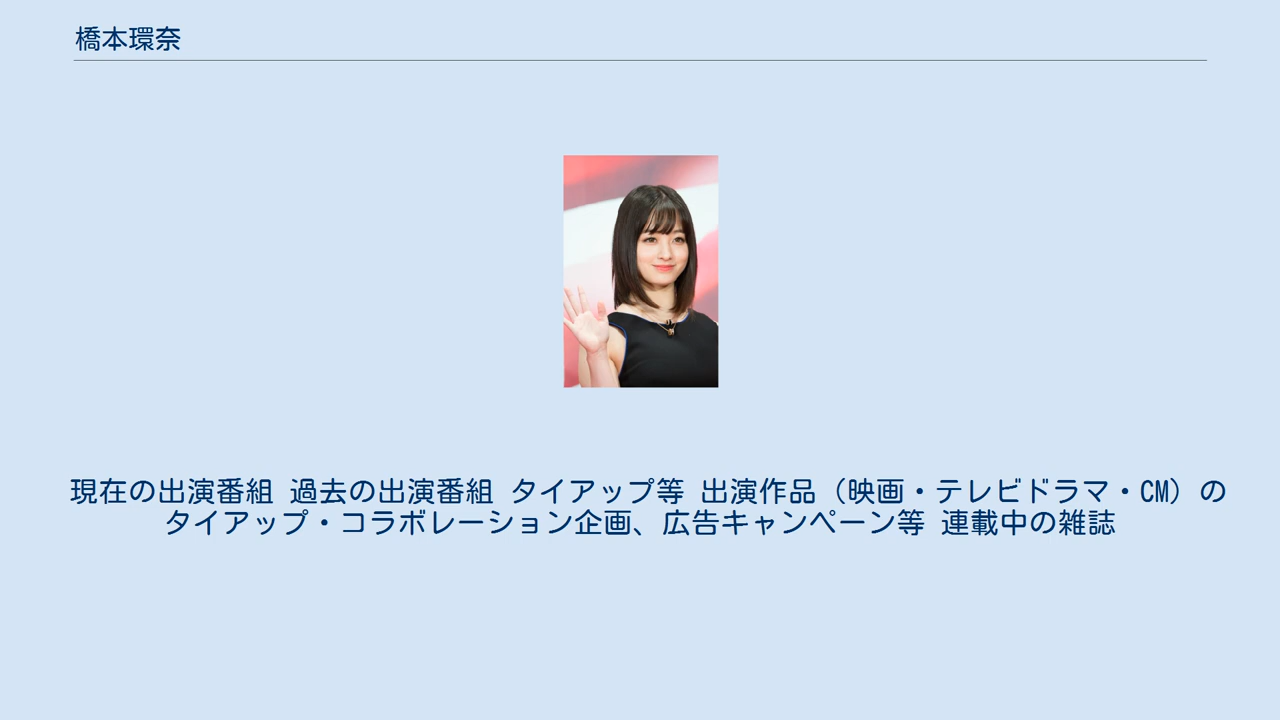 橋本環奈
現在の出演番組 過去の出演番組 タイアップ等 出演作品（映画・テレビドラマ・CM）の
タイアップ・コラボレーション企画、広告キャンペーン等 連載中の雑誌